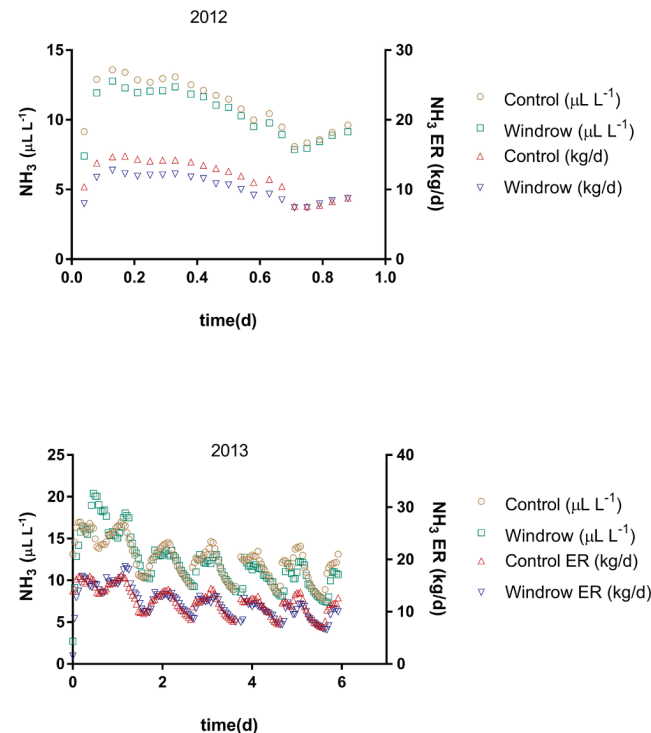 2012
15
10
5
0
NH₃ (μL L⁻¹)
30
20
10
0
NH₃ ER (kg/d)
0.0 0.2 0.4 0.6 0.8 1.0
time(d)
Control (μL L⁻¹)
Windrow (μL L⁻¹)
Control (kg/d)
Windrow (kg/d)
2013
25
20
15
10
5
0
NH₃ (μL L⁻¹)
40
30
20
10
0
NH₃ ER (kg/d)
0 2 4 6
time(d)
Control (μL L⁻¹)
Windrow (μL L⁻¹)
Control ER (kg/d)
Windrow ER (kg/d)